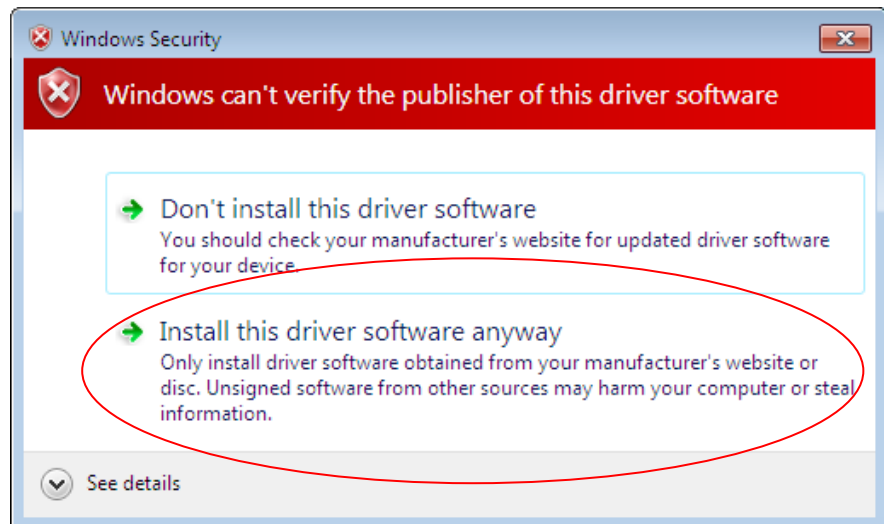 Windows Security
Windows can't verify the publisher of this driver software
Don't install this driver software
You should check your manufacturer's website for updated driver software
for your device.
Install this driver software anyway
Only install driver software obtained from your manufacturer's website or
disc. Unsigned software from other sources may harm your computer or steal
information.
See details